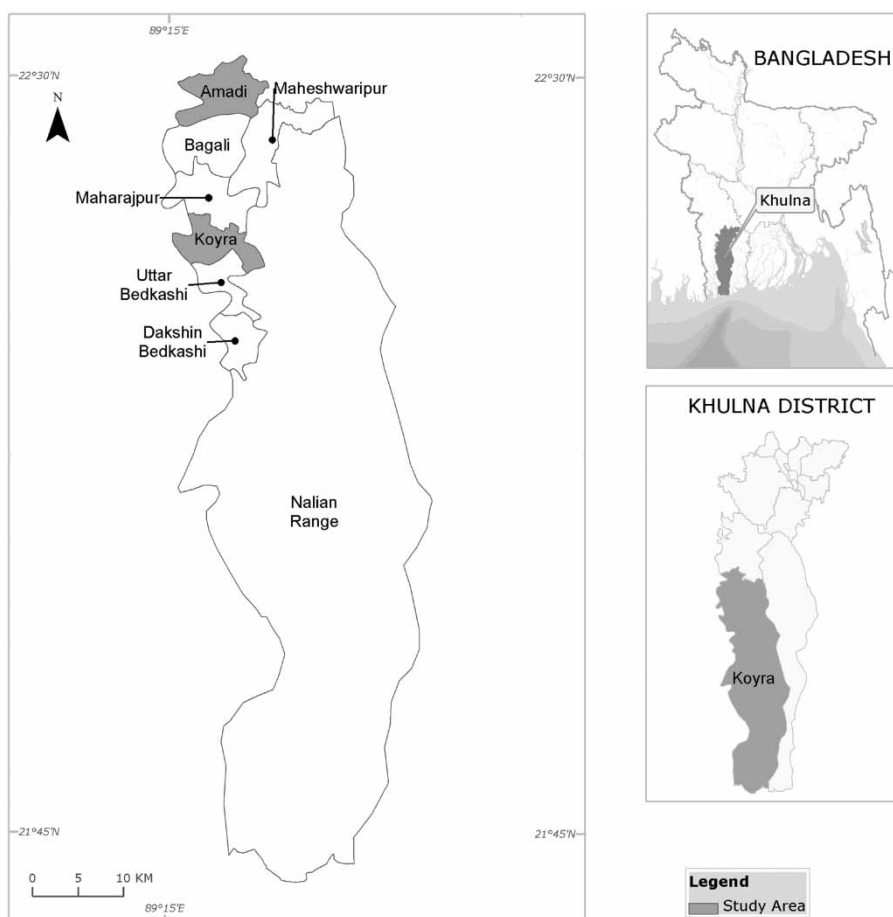 89°15'E
22°30'N
22°30'N
N
Amadi
Maheshwaripur
Bagali
Maharajpur
Koyra
Uttar
Bedkashi
Dakshin
Bedkashi
Nalian
Range
21°45'N
21°45'N
0 5 10 KM
89°15'E
BANGLADESH
Khulna
KHULNA DISTRICT
Koyra
Legend
Study Area